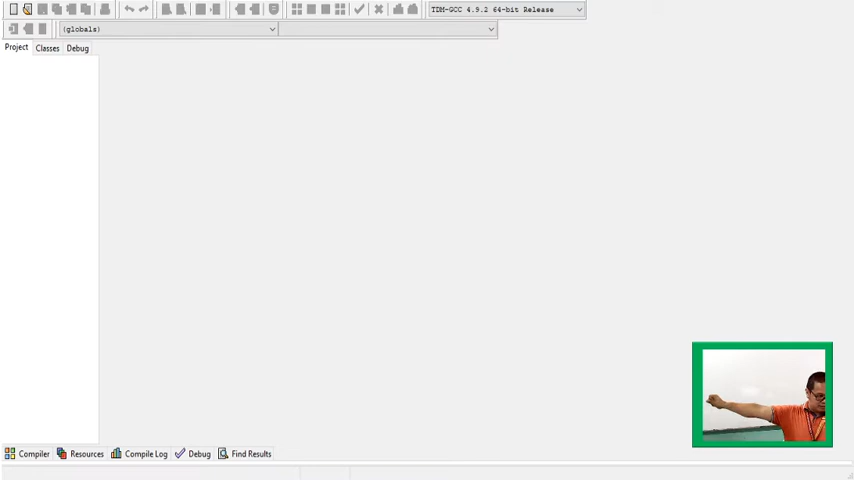 TDM-GCC 4.9.2 64-bit Release
(globals)
Project Classes Debug
Compiler Resources Compile Log Debug Find Results